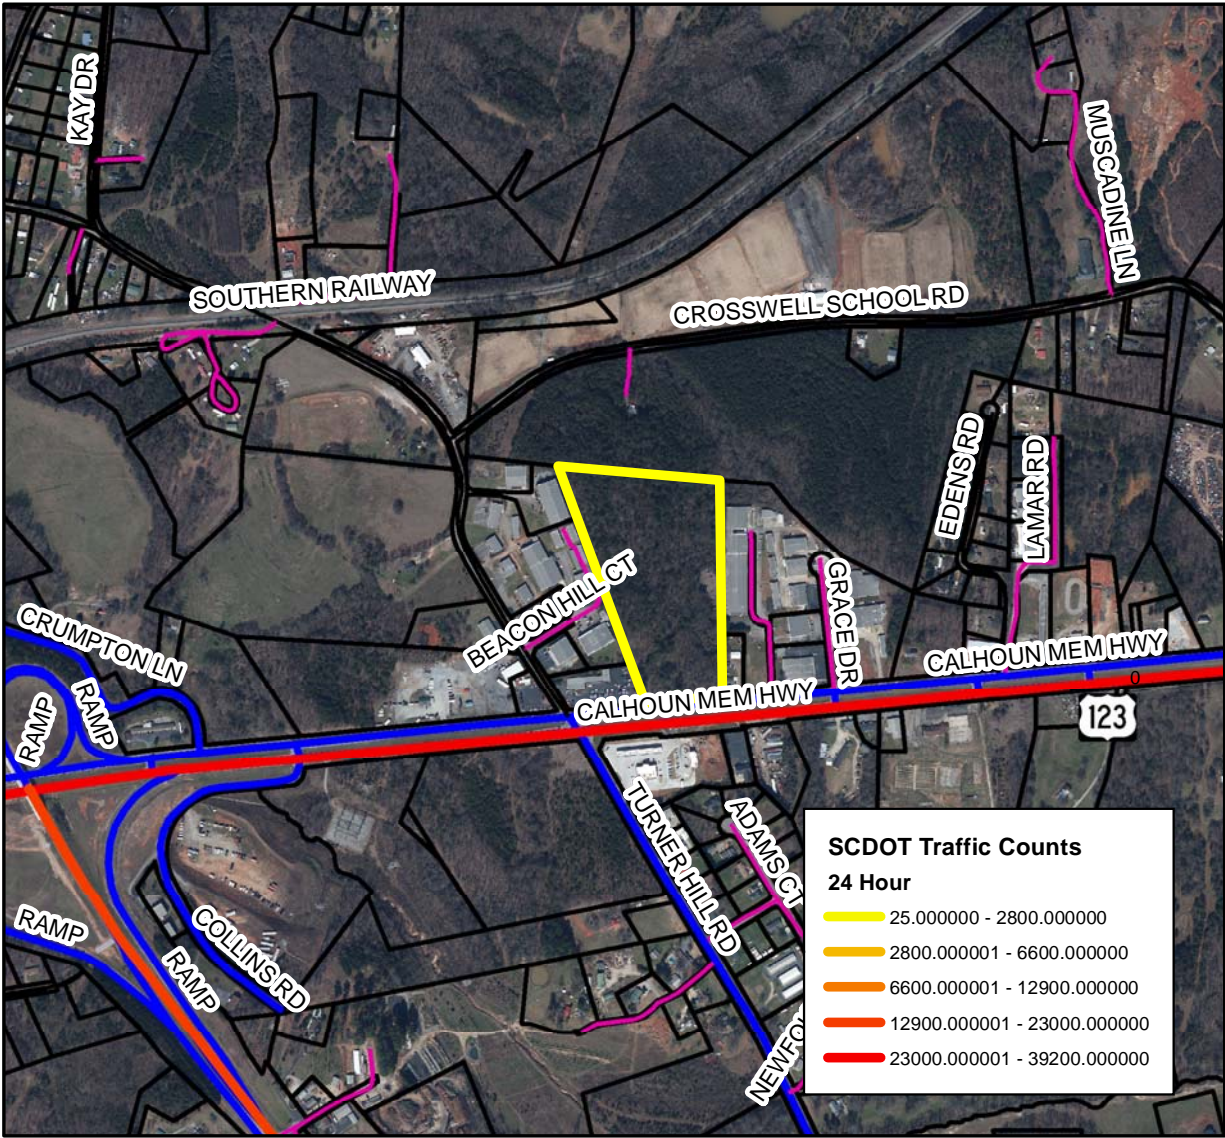 KAY DR
MUSCADINE LN
SOUTHERN RAILWAY
CROSSWELL SCHOOL RD
EDENS RD
LAMAR RD
BEACON HILL CT
GRACE DR
CRUMPTON LN
CALHOUN MEM HWY
0
RAMP
RAMP
CALHOUN MEM HWY
123
TURNER HILL RD
ADAMS CT
RAMP
COLLINS RD
RAMP
NEWFO
SCDOT Traffic Counts
24 Hour
25.000000 - 2800.000000
2800.000001 - 6600.000000
6600.000001 - 12900.000000
12900.000001 - 23000.000000
23000.000001 - 39200.000000